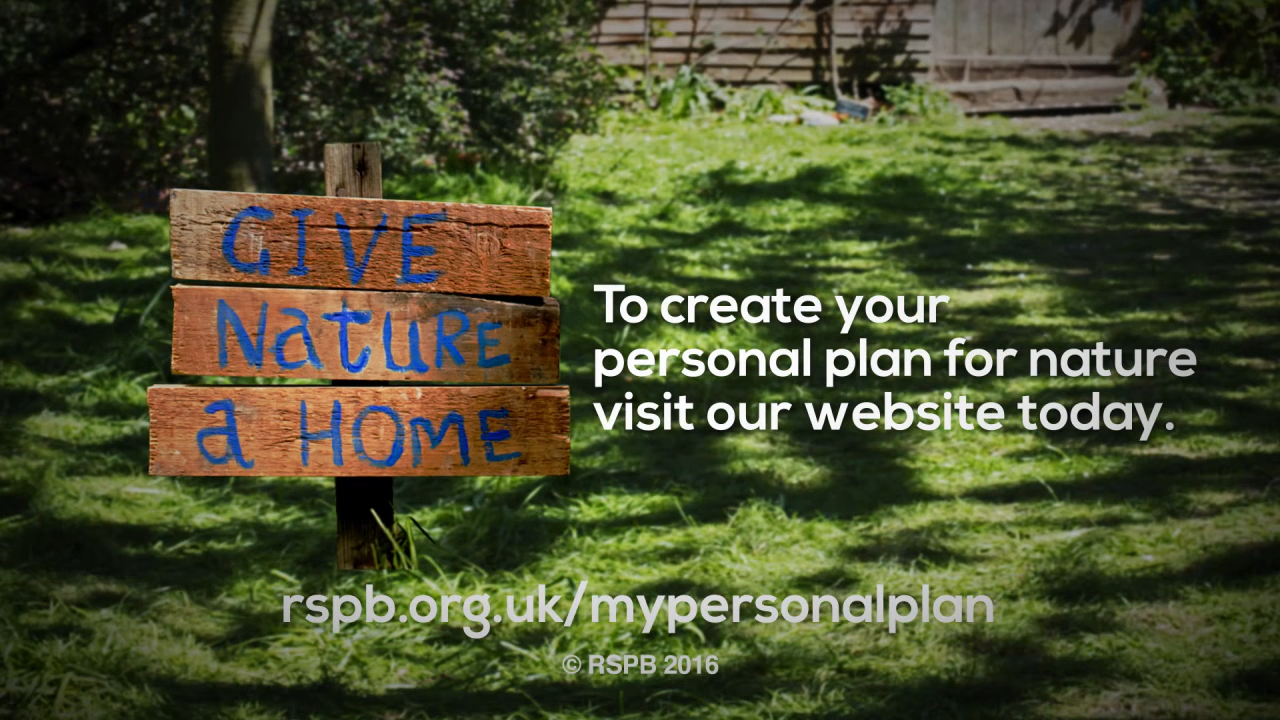 GIVE
NatuRE
a HOME
To create your
personal plan for nature
visit our website today.
rspb.org.uk/mypersonalplan
© RSPB 2016